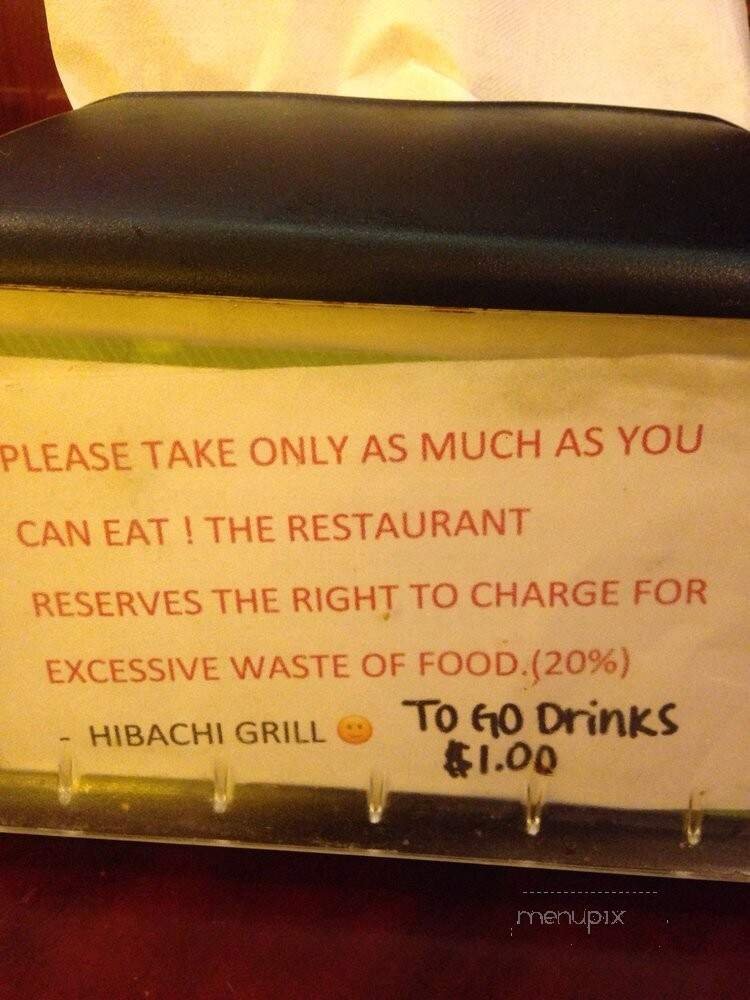 PLEASE TAKE ONLY AS MUCH AS YOU
CAN EAT ! THE RESTAURANT
RESERVES THE RIGHT TO CHARGE FOR
EXCESSIVE WASTE OF FOOD.(20%)
- HIBACHI GRILL 🙂 TO GO Drinks
$1.00
menupix